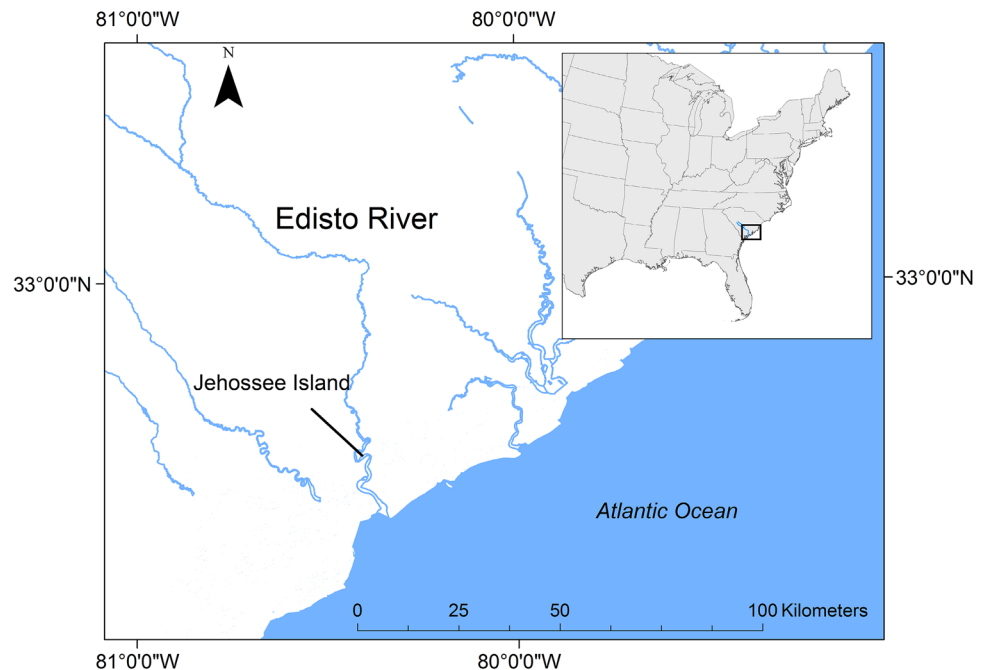 81°0'0"W
80°0'0"W
N
Edisto River
33°0'0"N
33°0'0"N
Jehossee Island
Atlantic Ocean
0 25 50 100 Kilometers
81°0'0"W
80°0'0"W